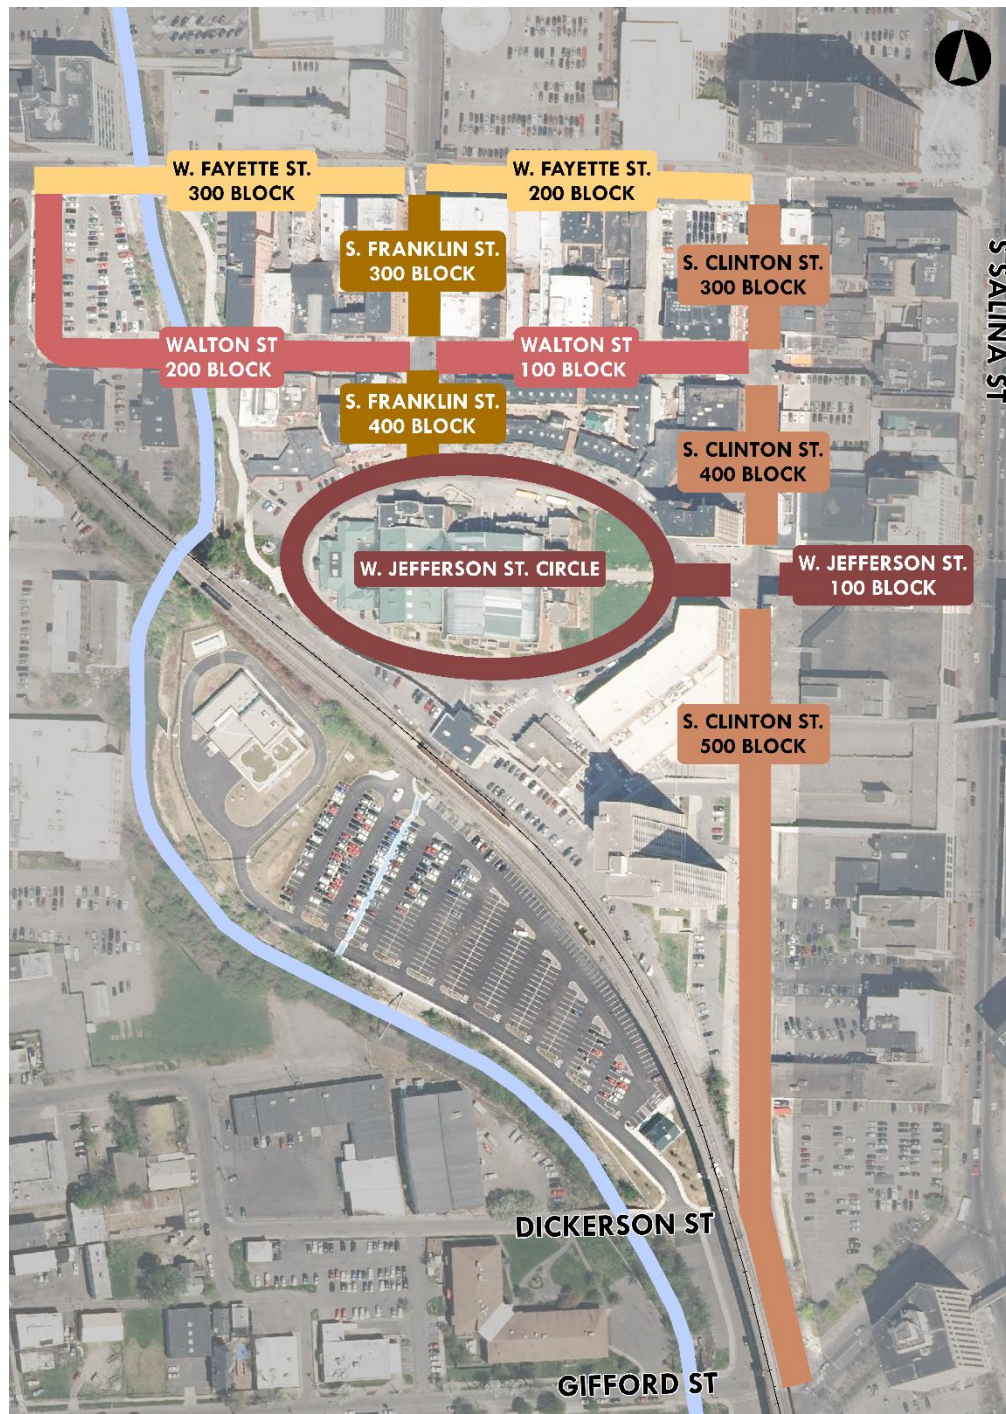 W. FAYETTE ST.
300 BLOCK
W. FAYETTE ST.
200 BLOCK
S. FRANKLIN ST.
300 BLOCK
S. CLINTON ST.
300 BLOCK
S SALINA ST
WALTON ST
200 BLOCK
WALTON ST
100 BLOCK
S. FRANKLIN ST.
400 BLOCK
S. CLINTON ST.
400 BLOCK
W. JEFFERSON ST. CIRCLE
W. JEFFERSON ST.
100 BLOCK
S. CLINTON ST.
500 BLOCK
DICKERSON ST
GIFFORD ST